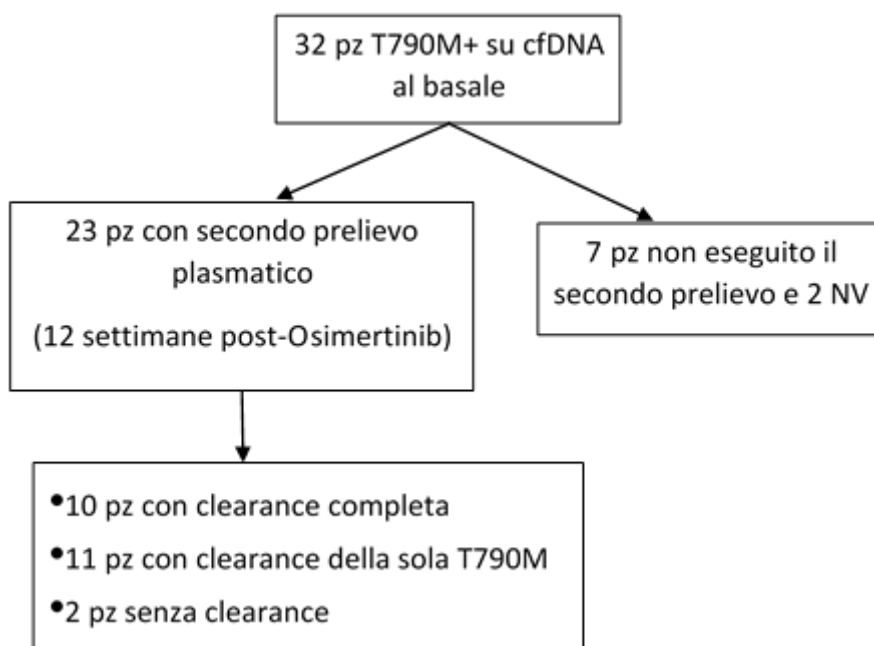 32 pz T790M+ su cfDNA
al basale
23 pz con secondo prelievo
plasmatico
(12 settimane post-Osimertinib)
7 pz non eseguito il
secondo prelievo e 2 NV
•10 pz con clearance completa
•11 pz con clearance della sola T790M
•2 pz senza clearance